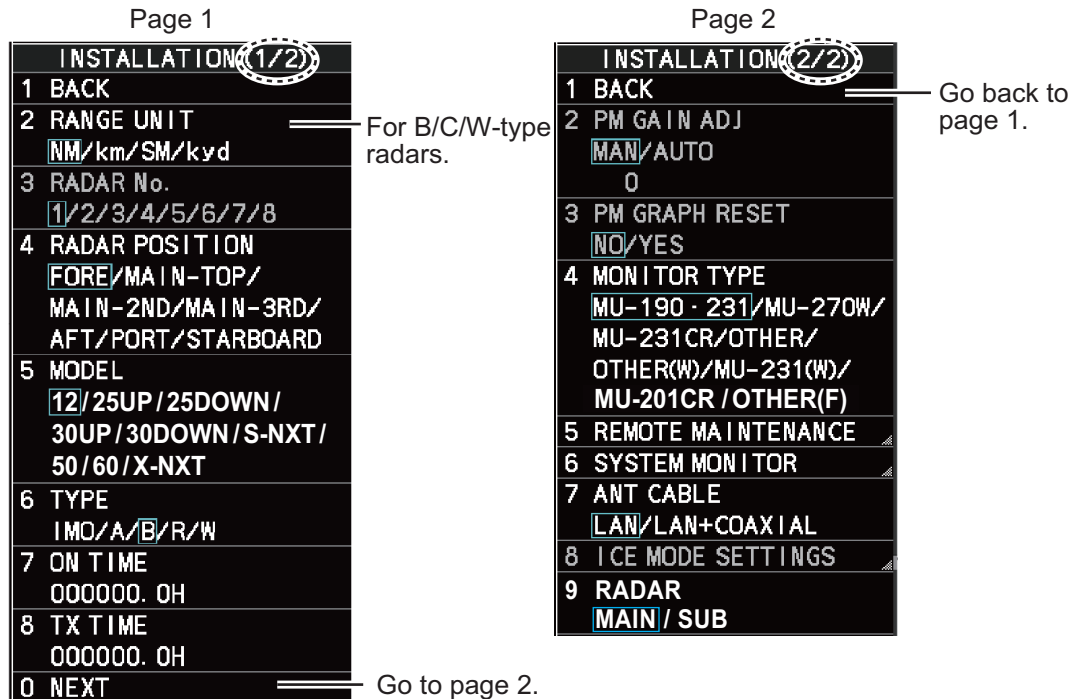 Page 1
INSTALLATION (1/2)
1 BACK
2 RANGE UNIT
NM/km/SM/kyd
3 RADAR No.
1/2/3/4/5/6/7/8
4 RADAR POSITION
FORE/MAIN-TOP/
MAIN-2ND/MAIN-3RD/
AFT/PORT/STARBOARD
5 MODEL
12/25UP/25DOWN/
30UP/30DOWN/S-NXT/
50/60/X-NXT
6 TYPE
IMO/A/B/R/W
7 ON TIME
000000.0H
8 TX TIME
000000.0H
0 NEXT
For B/C/W-type
radars.
Go to page 2.
Page 2
INSTALLATION (2/2)
1 BACK
2 PM GAIN ADJ
MAN/AUTO
0
3 PM GRAPH RESET
NO/YES
4 MONITOR TYPE
MU-190·231/MU-270W/
MU-231CR/OTHER/
OTHER(W)/MU-231(W)/
MU-201CR/OTHER(F)
5 REMOTE MAINTENANCE
6 SYSTEM MONITOR
7 ANT CABLE
LAN/LAN+COAXIAL
8 ICE MODE SETTINGS
9 RADAR
MAIN / SUB
Go back to
page 1.